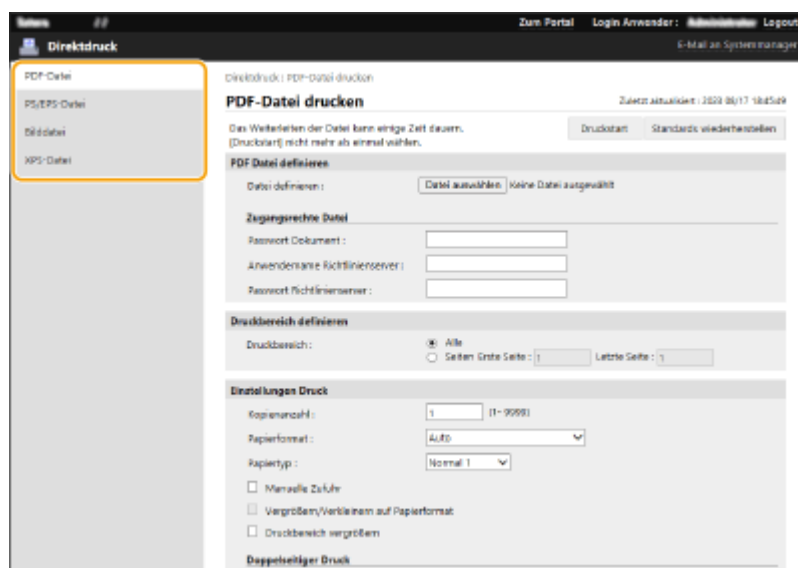 Zum Portal Login Anwender : Logout
Direktdruck
E-Mail an Systemmanager
PDF-Datei
PS/EPS-Datei
Bilddatei
XPS-Datei
Direktdruck : PDF-Datei drucken
PDF-Datei drucken
Zuletzt aktualisiert : 2023 08/17 18:45:49
Das Weiterleiten der Datei kann einige Zeit dauern.
[Druckstart] nicht mehr als einmal wählen.
Druckstart Standards wiederherstellen
PDF Datei definieren
Datei definieren : Datei auswählen Keine Datei ausgewählt
Zugangsrechte Datei
Passwort Dokument :
Anwendername Richtlinienserver :
Passwort Richtlinienserver :
Druckbereich definieren
Druckbereich : Alle
Seiten Erste Seite : 1 Letzte Seite : 1
Einstellungen Druck
Kopienanzahl : 1 (1- 9999)
Papierformat : Auto
Papiertyp : Normal 1
Manuelle Zufuhr
Vergrößern/Verkleinern auf Papierformat
Druckbereich vergrößern
Doppelseitiger Druck